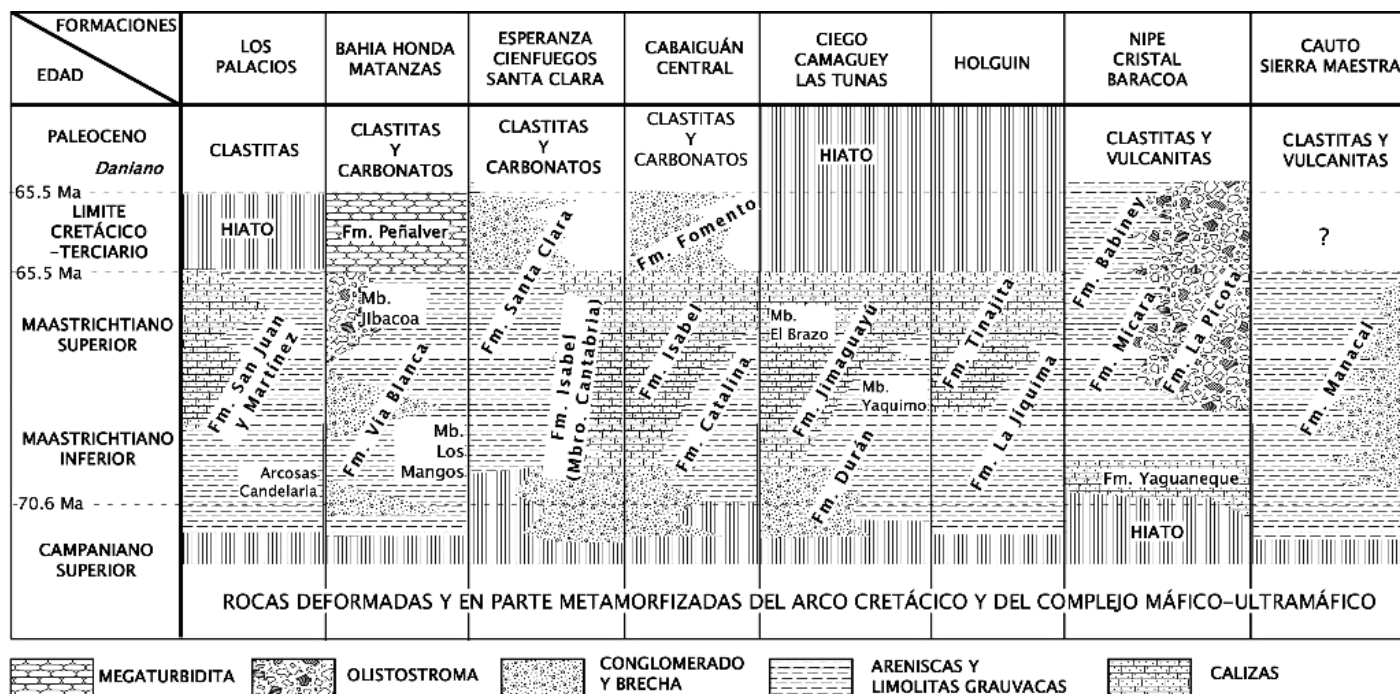 FORMACIONES
EDAD
LOS
PALACIOS
BAHIA HONDA
MATANZAS
ESPERANZA
CIENFUEGOS
SANTA CLARA
CABAIGUÁN
CENTRAL
CIEGO
CAMAGUEY
LAS TUNAS
HOLGUIN
NIPE
CRISTAL
BARACOA
CAUTO
SIERRA MAESTRA
PALEOCENO
Daniano
CLASTITAS
CLASTITAS
Y
CARBONATOS
CLASTITAS
Y
CARBONATOS
CLASTITAS
Y
CARBONATOS
HIATO
CLASTITAS Y
VULCANITAS
CLASTITAS Y
VULCANITAS
65.5 Ma
LIMITE
CRETÁCICO
-TERCIARIO
HIATO
Fm. Peñalver
Fm. Santa Clara
Fm. Fomento
Fm. Babiney
?
65.5 Ma
MAASTRICHTIANO
SUPERIOR
Fm. San Juan
y Martínez
Mb.
Jibacoa
Fm. Vía Blanca
Fm. Isabel
(Mbro. Cantabria)
Fm. Isabel
Fm. Catalina
Mb.
El Brazo
Fm. Jimaguayú
Mb.
Yaquimo
Fm. Tinajita
Fm. La Jiquima
Fm. Micara
Fm. La Picota
Fm. Manacal
MAASTRICHTIANO
INFERIOR
Arcosas
Candelaria
Mb.
Los
Mangos
Fm. Durán
Fm. Yaguaneque
-70.6 Ma
CAMPANIANO
SUPERIOR
HIATO
ROCAS DEFORMADAS Y EN PARTE METAMORFIZADAS DEL ARCO CRETÁCICO Y DEL COMPLEJO MÁFICO-ULTRAMÁFICO
MEGATURBIDITA
OLISTOSTROMA
CONGLOMERADO
Y BRECHA
ARENISCAS Y
LIMOLITAS GRAUVACAS
CALIZAS